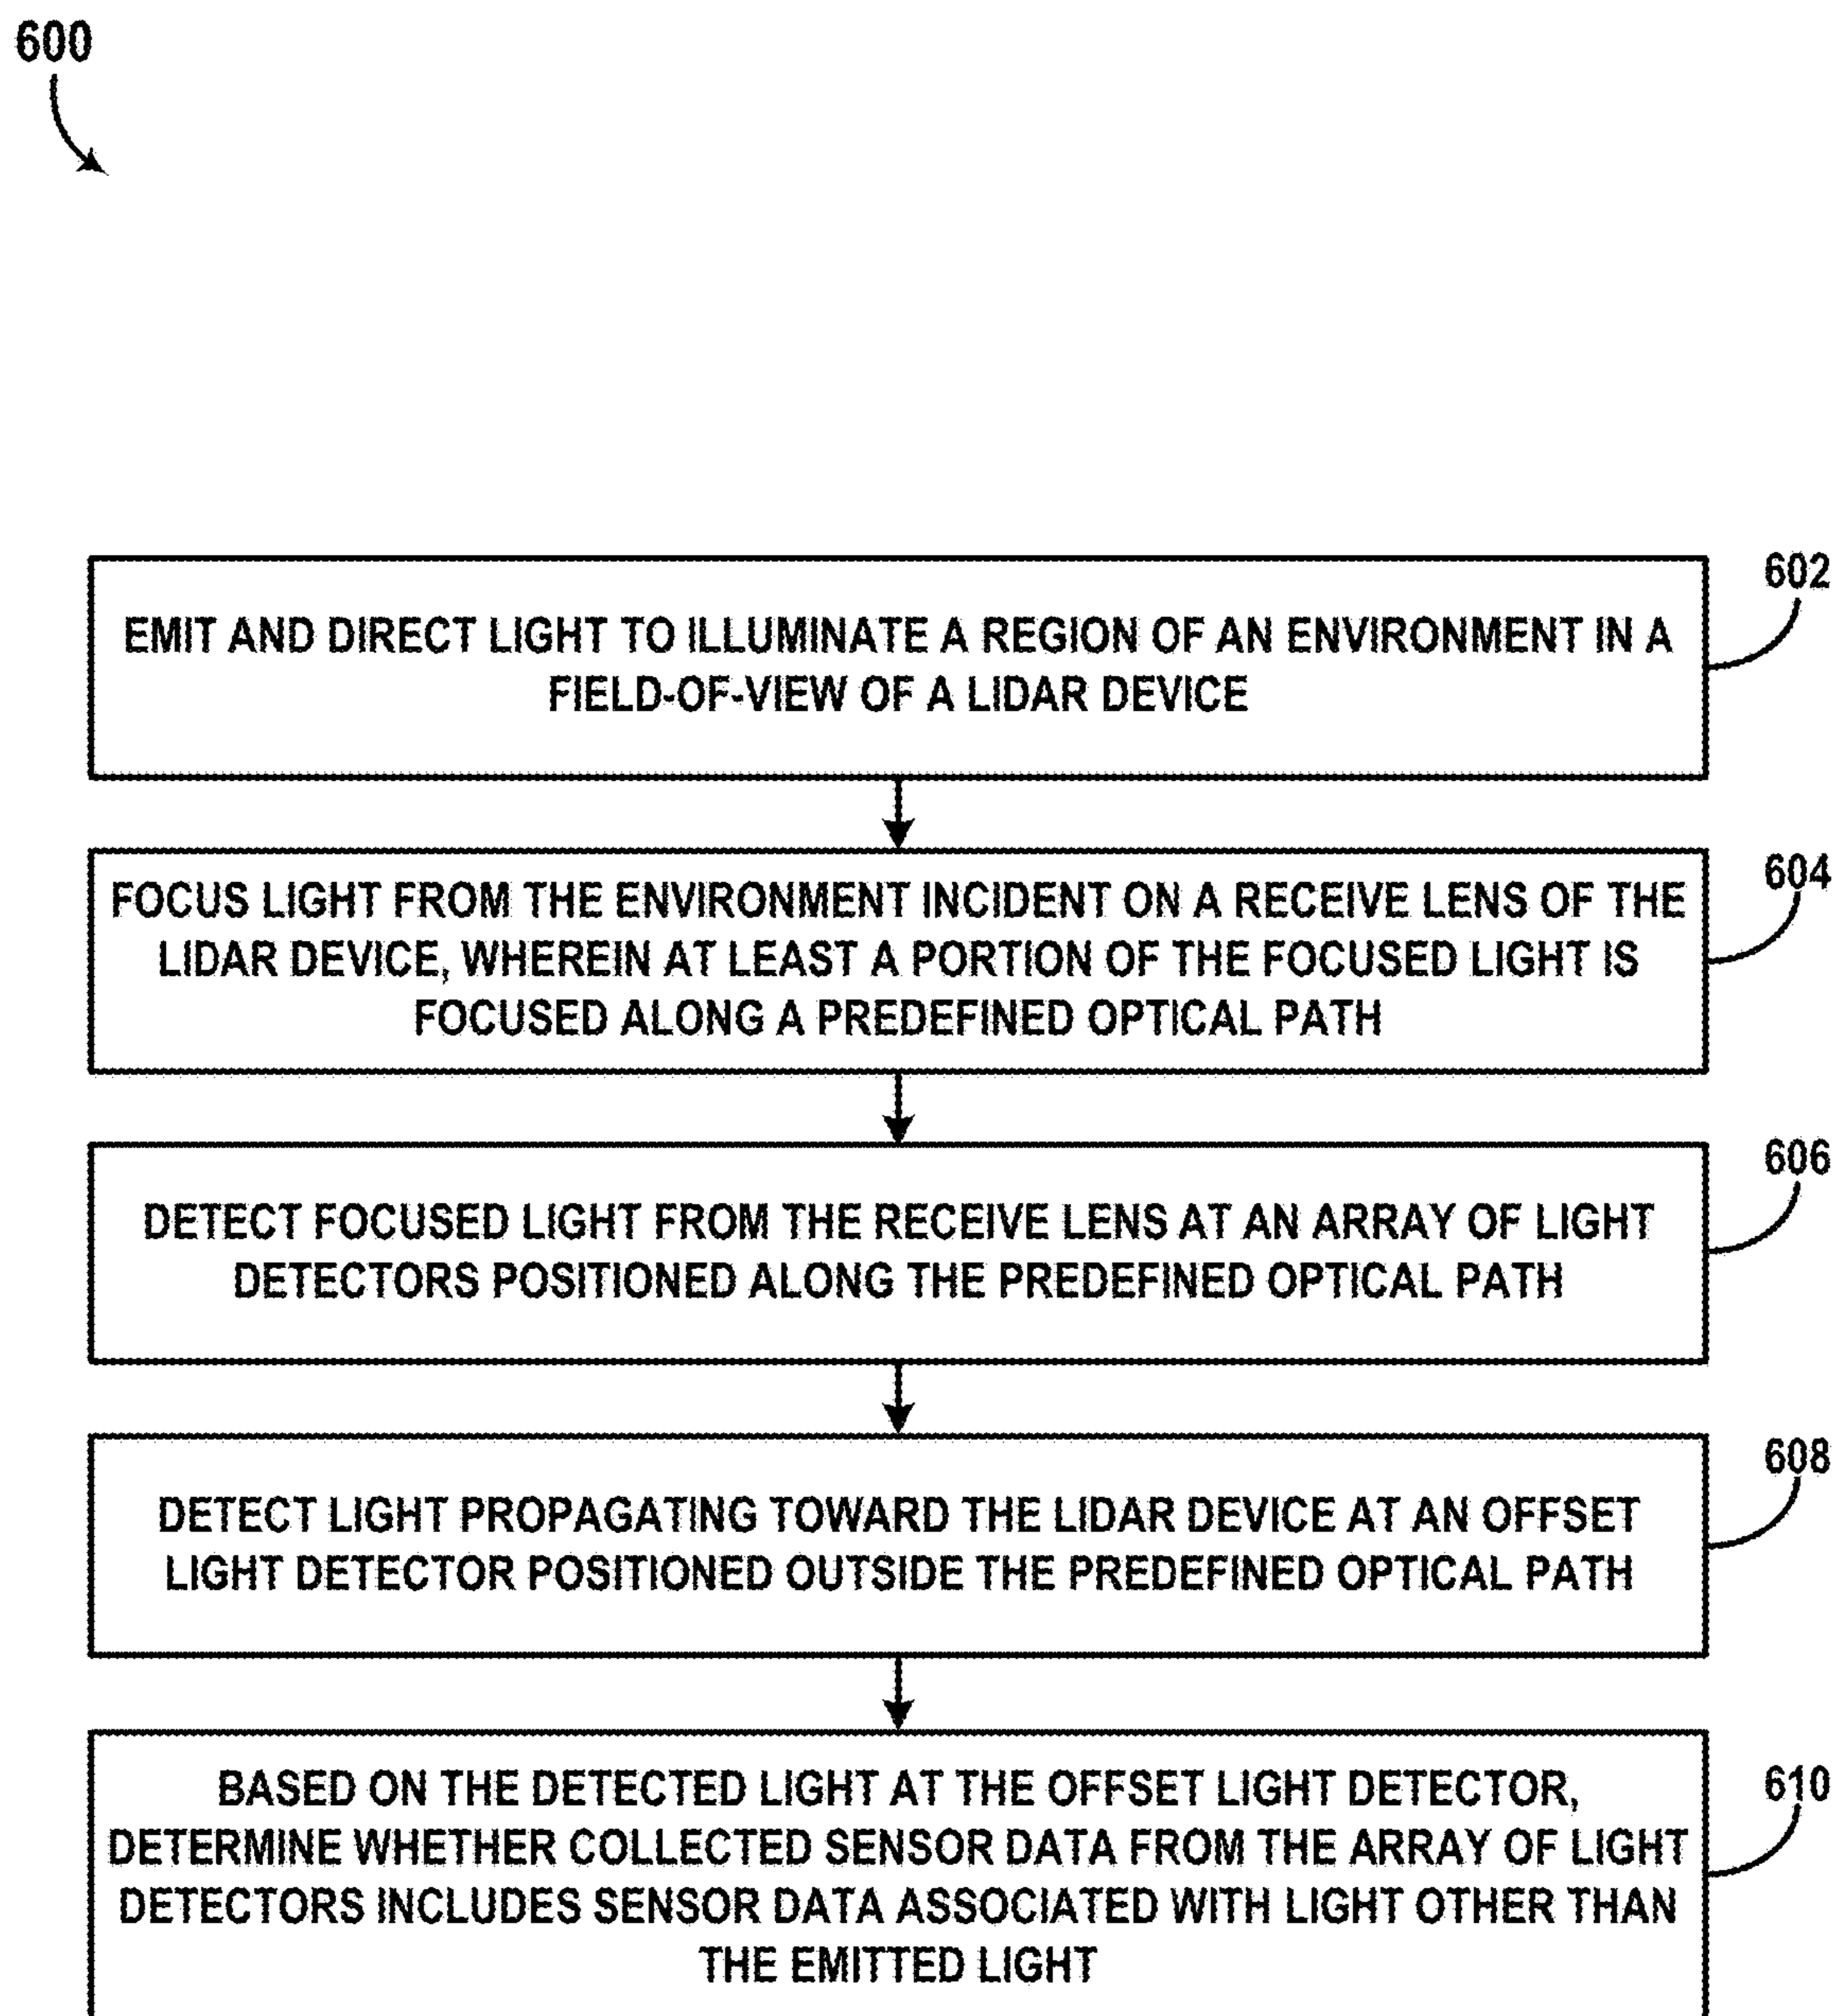 600
602
EMIT AND DIRECT LIGHT TO ILLUMINATE A REGION OF AN ENVIRONMENT IN A
FIELD-OF-VIEW OF A LIDAR DEVICE
604
FOCUS LIGHT FROM THE ENVIRONMENT INCIDENT ON A RECEIVE LENS OF THE
LIDAR DEVICE, WHEREIN AT LEAST A PORTION OF THE FOCUSED LIGHT IS
FOCUSED ALONG A PREDEFINED OPTICAL PATH
606
DETECT FOCUSED LIGHT FROM THE RECEIVE LENS AT AN ARRAY OF LIGHT
DETECTORS POSITIONED ALONG THE PREDEFINED OPTICAL PATH
608
DETECT LIGHT PROPAGATING TOWARD THE LIDAR DEVICE AT AN OFFSET
LIGHT DETECTOR POSITIONED OUTSIDE THE PREDEFINED OPTICAL PATH
610
BASED ON THE DETECTED LIGHT AT THE OFFSET LIGHT DETECTOR,
DETERMINE WHETHER COLLECTED SENSOR DATA FROM THE ARRAY OF LIGHT
DETECTORS INCLUDES SENSOR DATA ASSOCIATED WITH LIGHT OTHER THAN
THE EMITTED LIGHT